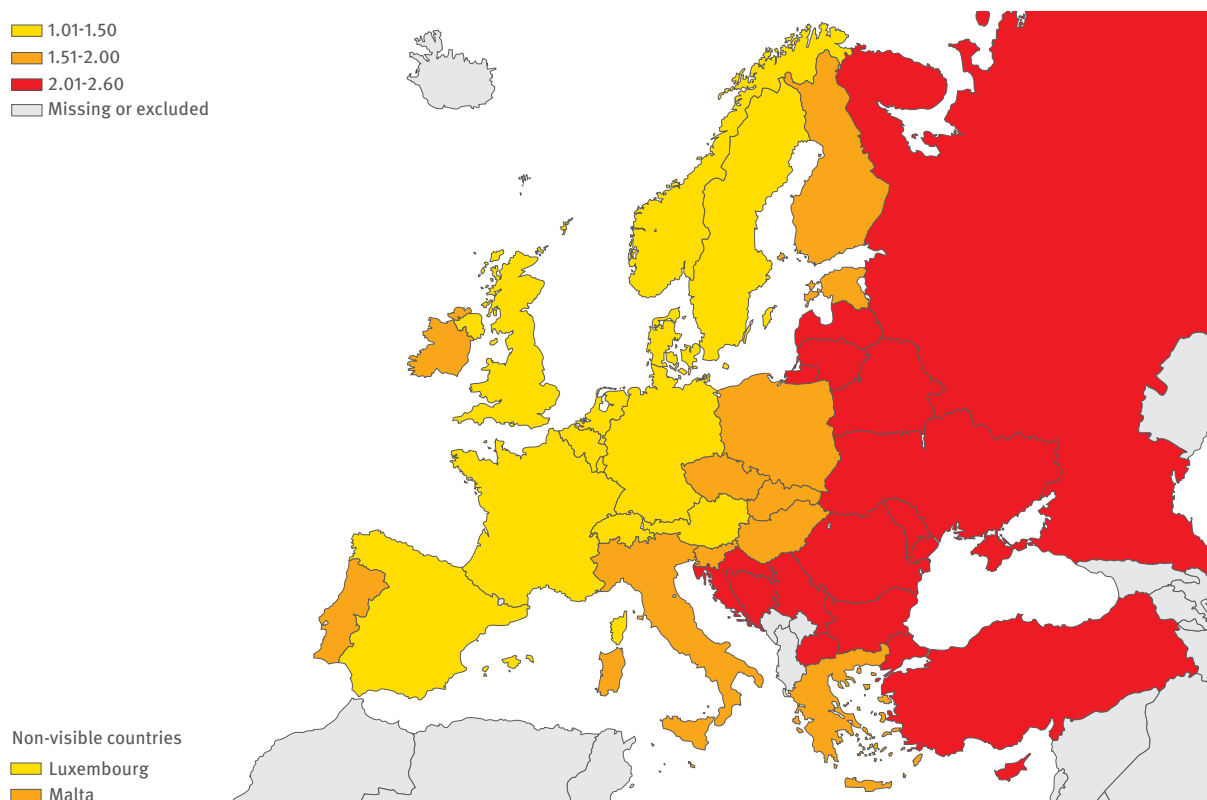 1.01-1.50
1.51-2.00
2.01-2.60
Missing or excluded
Non-visible countries
Luxembourg
Malta